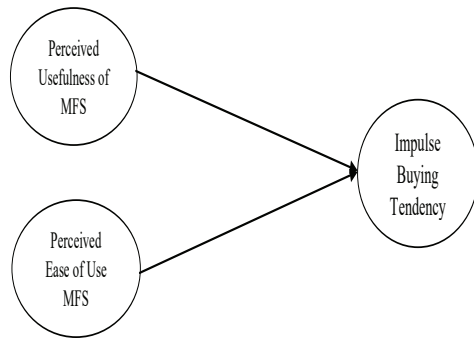 Perceived
Usefulness of
MFS
Impulse
Buying
Tendency
Perceived
Ease of Use
MFS